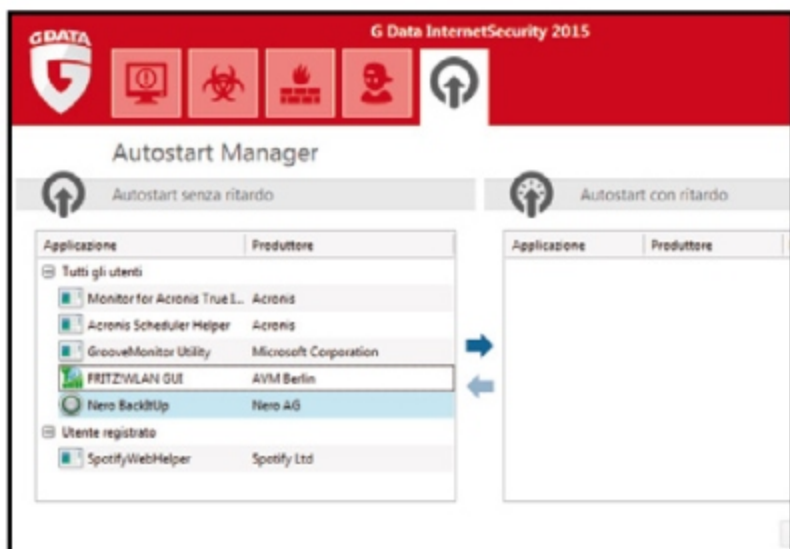 GDATA
G Data InternetSecurity 2015
Autostart Manager
Autostart senza ritardo
Autostart con ritardo
Applicazione Produttore
Tutti gli utenti
Monitor for Acronis True I... Acronis
Acronis Scheduler Helper Acronis
GrooveMonitor Utility Microsoft Corporation
FRITZ!WLAN GUI AVM Berlin
Nero BackItUp Nero AG
Utente registrato
SpotifyWebHelper Spotify Ltd
Applicazione Produttore